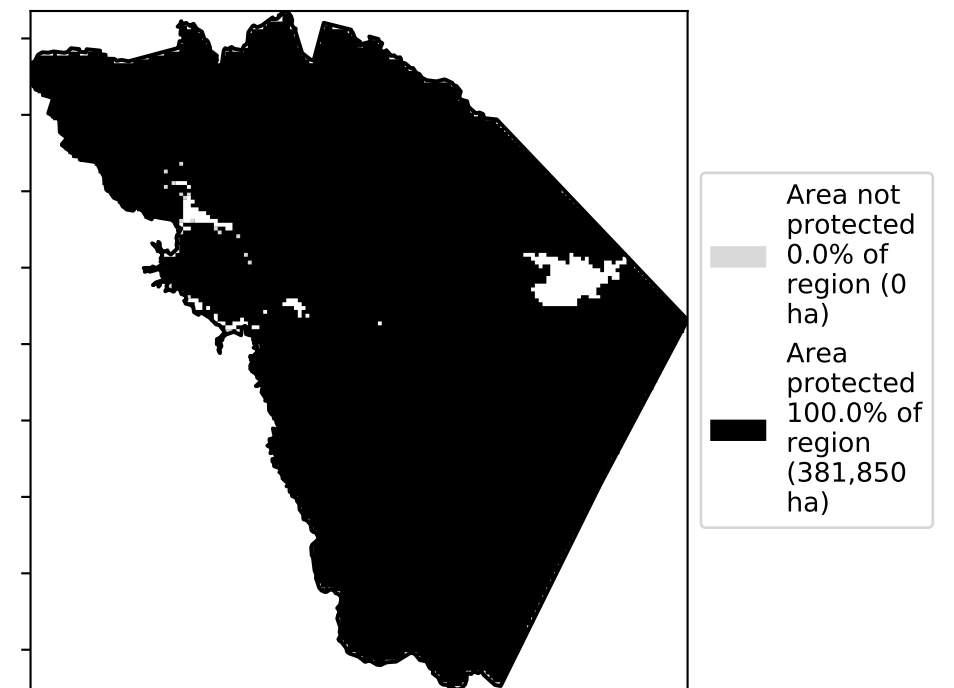 Area not
protected
0.0% of
region (0
ha)
Area
protected
100.0% of
region
(381,850
ha)